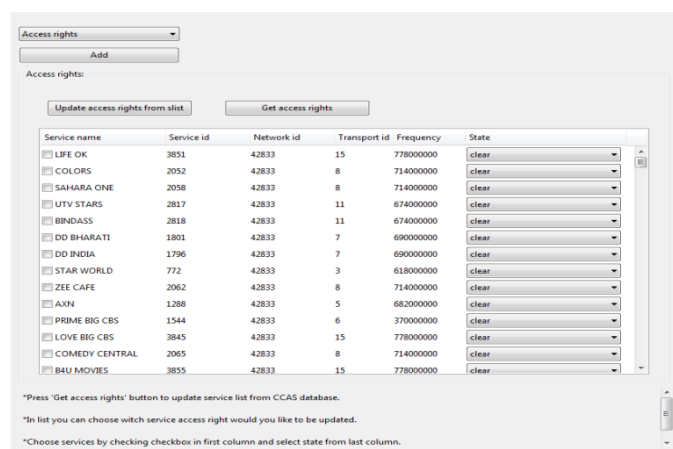 Access rights
Add
Access rights:
Update access rights from slist Get access rights
Service name Service id Network id Transport id Frequency State
LIFE OK 3851 42833 15 778000000 clear
COLORS 2052 42833 8 714000000 clear
SAHARA ONE 2058 42833 8 714000000 clear
UTV STARS 2817 42833 11 674000000 clear
BINDASS 2818 42833 11 674000000 clear
DD BHARATI 1801 42833 7 690000000 clear
DD INDIA 1796 42833 7 690000000 clear
STAR WORLD 772 42833 3 618000000 clear
ZEE CAFE 2062 42833 8 714000000 clear
AXN 1288 42833 5 682000000 clear
PRIME BIG CBS 1544 42833 6 370000000 clear
LOVE BIG CBS 3845 42833 15 778000000 clear
COMEDY CENTRAL 2065 42833 8 714000000 clear
B4U MOVIES 3855 42833 15 778000000 clear
*Press 'Get access rights' button to update service list from CCAS database.
*In list you can choose witch service access right would you like to be updated.
*Choose services by checking checkbox in first column and select state from last column.